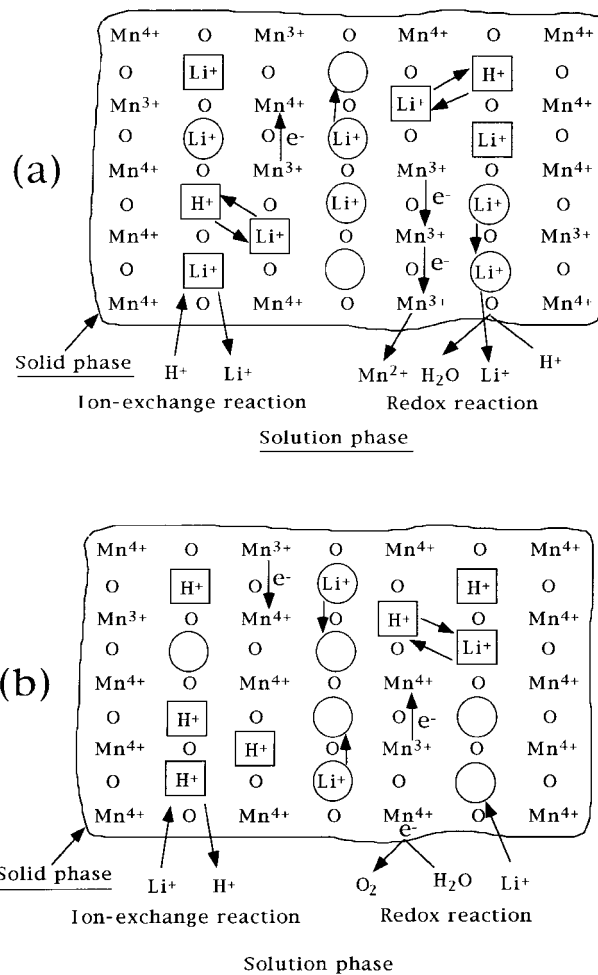 (a)
Mn⁴⁺ O Mn³⁺ O Mn⁴⁺ O Mn⁴⁺
O Li⁺ O O H⁺ O
Mn³⁺ O Mn⁴⁺ O Li⁺ O Mn⁴⁺
O Li⁺ O e⁻ Li⁺ O Li⁺ O
Mn⁴⁺ O Mn³⁺ O Mn³⁺ O Mn⁴⁺
O H⁺ O Li⁺ O e⁻ Li⁺ O
Mn⁴⁺ O Li⁺ O Mn³⁺ O Mn³⁺
O Li⁺ O O e⁻ Li⁺ O
Mn⁴⁺ O Mn⁴⁺ O Mn³⁺ O Mn⁴⁺
Solid phase H⁺ Li⁺ Mn²⁺ H₂O Li⁺ H⁺
Ion-exchange reaction Redox reaction
Solution phase
(b)
Mn⁴⁺ O Mn³⁺ O Mn⁴⁺ O Mn⁴⁺
O H⁺ O e⁻ Li⁺ O H⁺ O
Mn³⁺ O Mn⁴⁺ O H⁺ O Mn⁴⁺
O O O Li⁺ O
Mn⁴⁺ O Mn⁴⁺ O Mn⁴⁺ O Mn⁴⁺
O H⁺ O O e⁻ O
Mn⁴⁺ O H⁺ O Mn³⁺ O Mn⁴⁺
O H⁺ O Li⁺ O O
Mn⁴⁺ O Mn⁴⁺ O Mn⁴⁺ O Mn⁴⁺
e⁻
Solid phase Li⁺ H⁺ O₂ H₂O Li⁺
Ion-exchange reaction Redox reaction
Solution phase